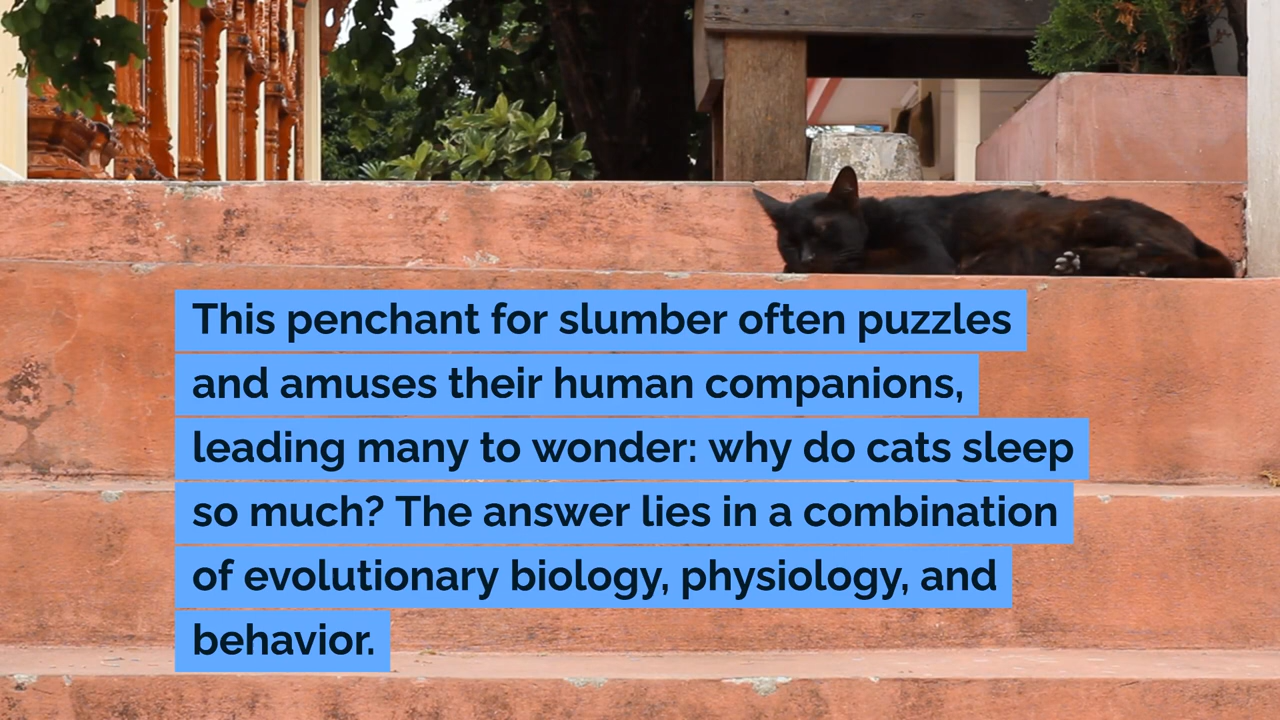 This penchant for slumber often puzzles
and amuses their human companions,
leading many to wonder: why do cats sleep
so much? The answer lies in a combination
of evolutionary biology, physiology, and
behavior.